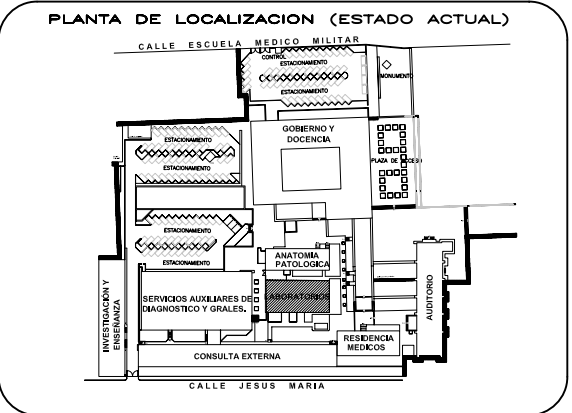 PLANTA DE LOCALIZACION (ESTADO ACTUAL)
CALLE ESCUELA MEDICO MILITAR
CONTROL
ESTACIONAMIENTO
MONUMENTO
ESTACIONAMIENTO
GOBIERNO Y
DOCENCIA
ESTACIONAMIENTO
PLAZA DE ACCESO
ESTACIONAMIENTO
ESTACIONAMIENTO
ESTACIONAMIENTO
ANATOMIA
PATOLOGICA
INVESTIGACIÓN Y
ENSEÑANZA
SERVICIOS AUXILIARES DE
DIAGNOSTICO Y GRALES.
LABORATORIOS
AUDITORIO
RESIDENCIA
MEDICOS
CONSULTA EXTERNA
CALLE JESUS MARIA